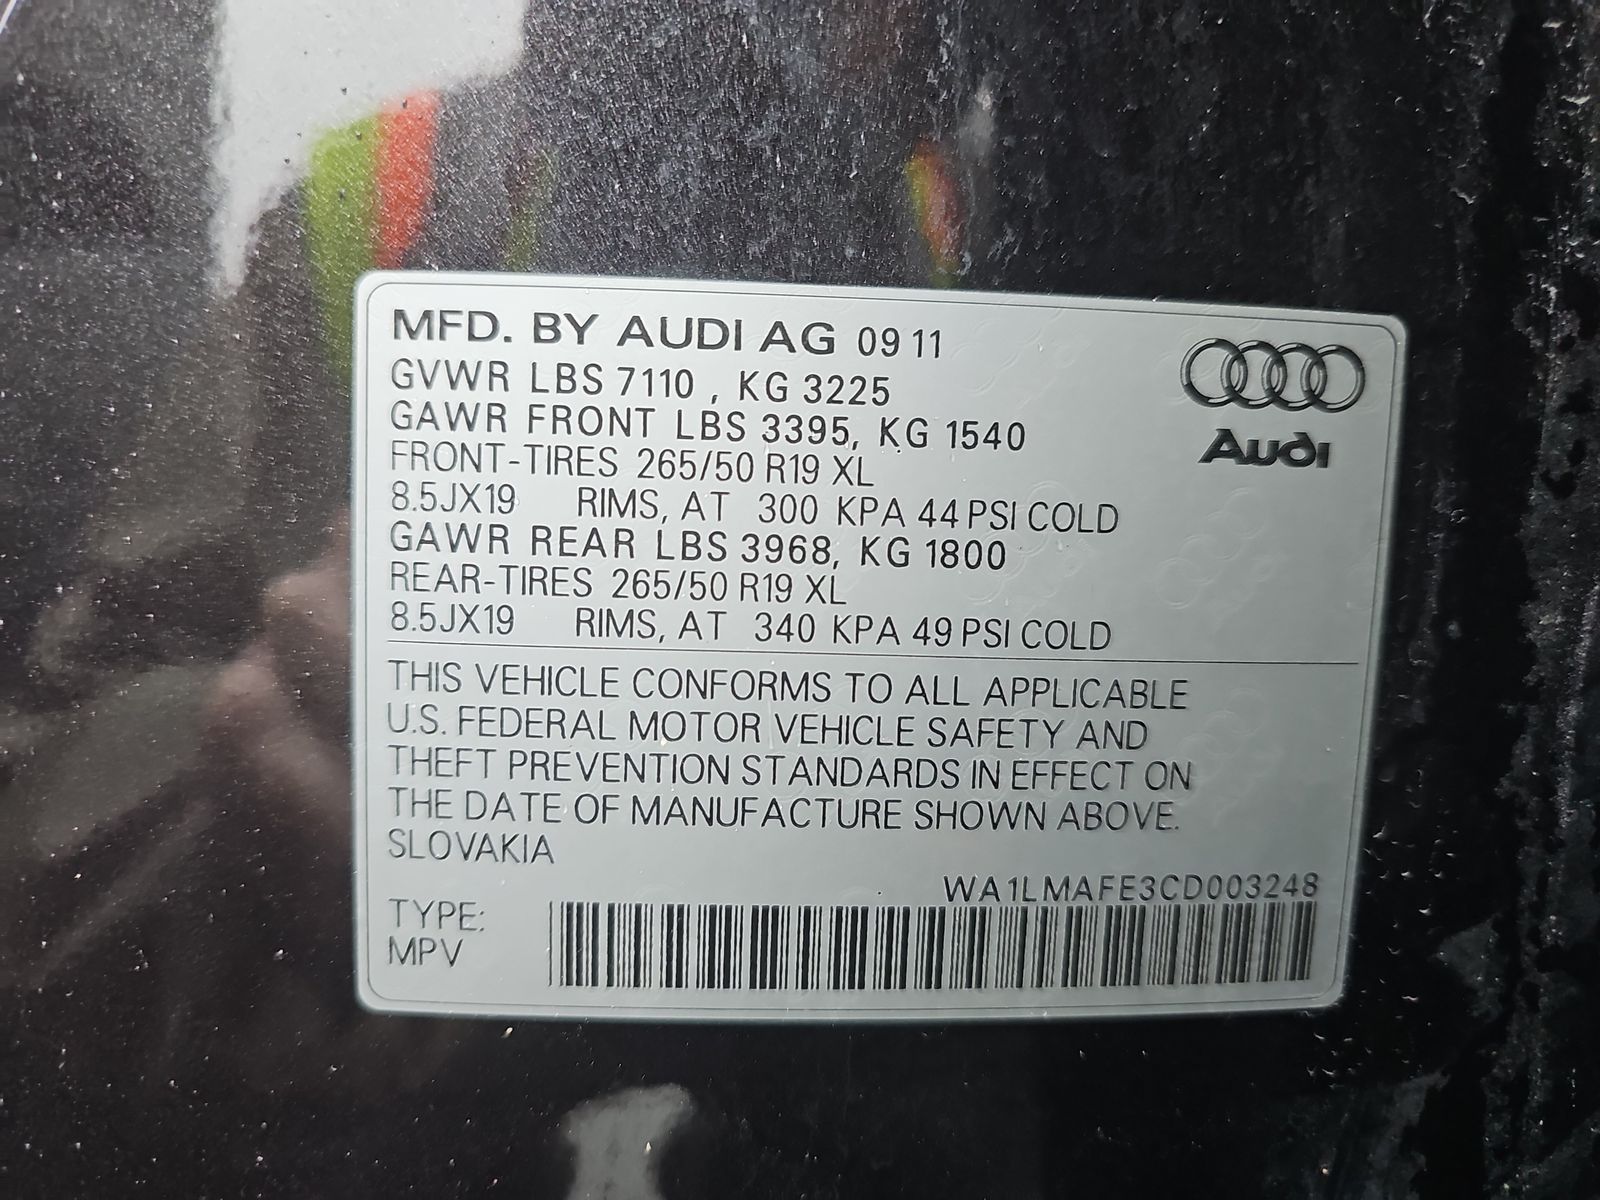 MFD. BY AUDI AG 09 11
GVWR LBS 7110 , KG 3225
GAWR FRONT LBS 3395, KG 1540
FRONT-TIRES 265/50 R19 XL
8.5JX19 RIMS, AT 300 KPA 44 PSI COLD
GAWR REAR LBS 3968, KG 1800
REAR-TIRES 265/50 R19 XL
8.5JX19 RIMS, AT 340 KPA 49 PSI COLD
Audi
THIS VEHICLE CONFORMS TO ALL APPLICABLE
U.S. FEDERAL MOTOR VEHICLE SAFETY AND
THEFT PREVENTION STANDARDS IN EFFECT ON
THE DATE OF MANUFACTURE SHOWN ABOVE.
SLOVAKIA
WA1LMAFE3CD003248
TYPE:
MPV